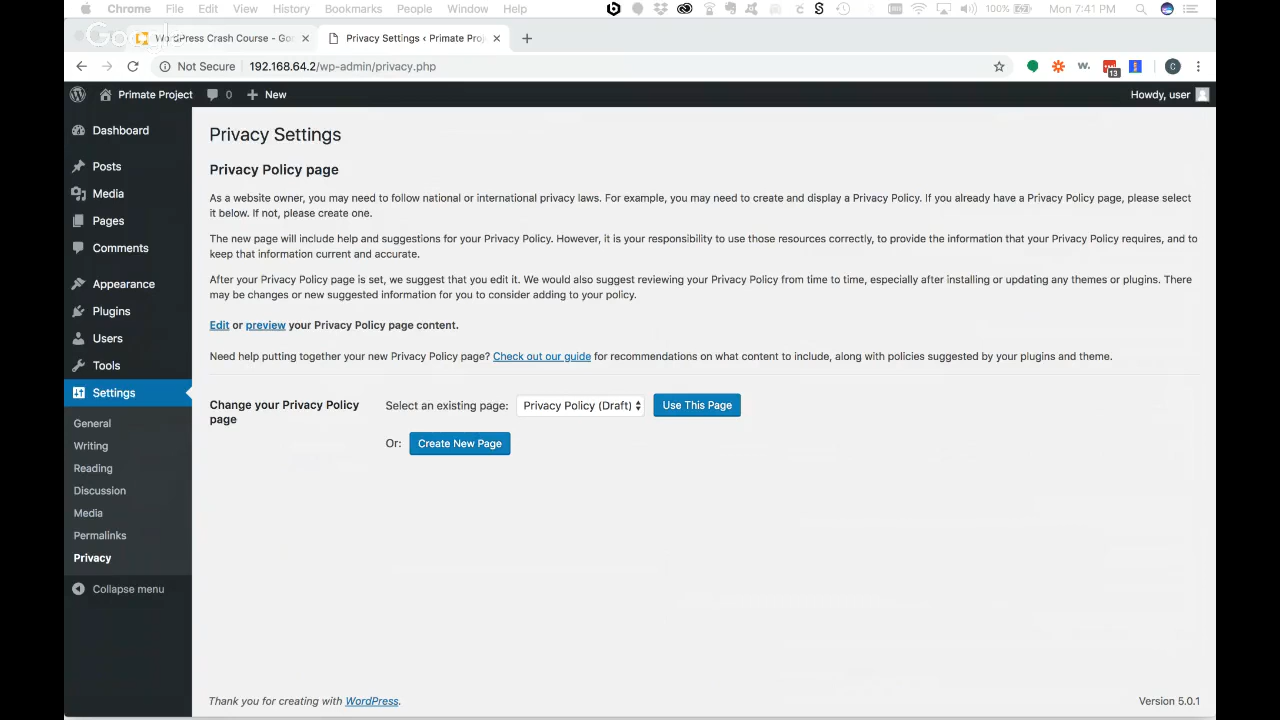 Chrome File Edit View History Bookmarks People Window Help 100% Mon 7:41 PM
Google
WordPress Crash Course - Privacy Settings ‹ Primate Proj
Not Secure 192.168.64.2/wp-admin/privacy.php
13 C
Primate Project 0 New Howdy, user
Dashboard
Posts
Media
Pages
Comments
Appearance
Plugins
Users
Tools
Settings
General
Writing
Reading
Discussion
Media
Permalinks
Privacy
Collapse menu
Privacy Settings
Privacy Policy page
As a website owner, you may need to follow national or international privacy laws. For example, you may need to create and display a Privacy Policy. If you already have a Privacy Policy page, please select
it below. If not, please create one.
The new page will include help and suggestions for your Privacy Policy. However, it is your responsibility to use those resources correctly, to provide the information that your Privacy Policy requires, and to
keep that information current and accurate.
After your Privacy Policy page is set, we suggest that you edit it. We would also suggest reviewing your Privacy Policy from time to time, especially after installing or updating any themes or plugins. There
may be changes or new suggested information for you to consider adding to your policy.
Edit or preview your Privacy Policy page content.
Need help putting together your new Privacy Policy page? Check out our guide for recommendations on what content to include, along with policies suggested by your plugins and theme.
Change your Privacy Policy
page
Select an existing page: Privacy Policy (Draft) Use This Page
Or: Create New Page
Thank you for creating with WordPress. Version 5.0.1